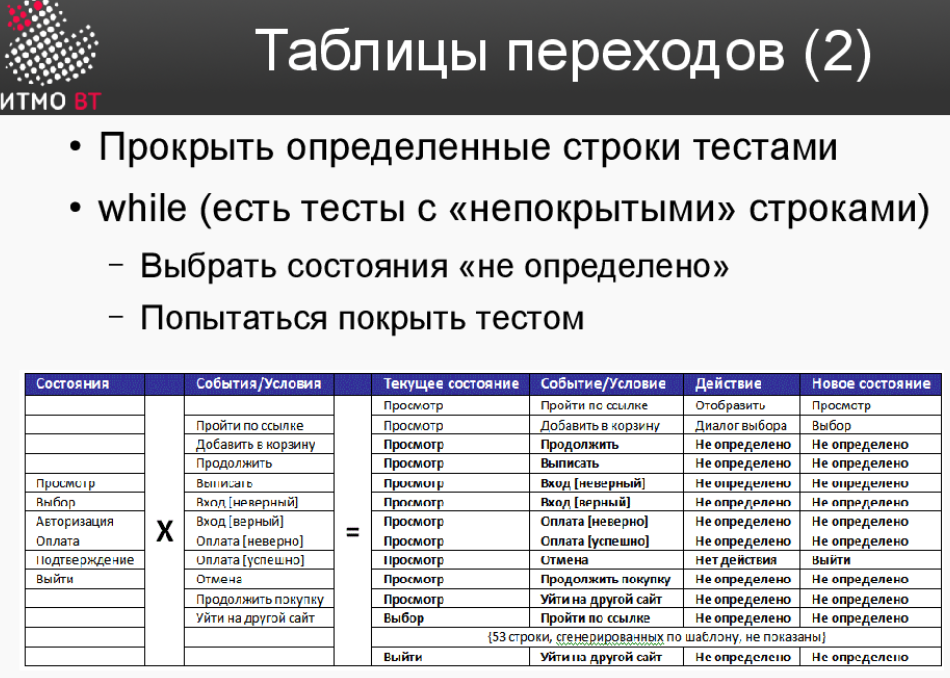 Таблицы переходов (2)
ИТМО ВТ
• Прокрыть определенные строки тестами
• while (есть тесты с «непокрытыми» строками)
– Выбрать состояния «не определено»
– Попытаться покрыть тестом
Состояния События/Условия Текущее состояние Событие/Условие Действие Новое состояние
Просмотр Пройти по ссылке Отобразить Просмотр
Пройти по ссылке Просмотр Добавить в корзину Диалог выбора Выбор
Добавить в корзину Просмотр Продолжить Не определено Не определено
Продолжить Просмотр Выписать Не определено Не определено
Просмотр Выписать Просмотр Вход [неверный] Не определено Не определено
Выбор Вход [неверный] Просмотр Вход [верный] Не определено Не определено
Авторизация Вход [верный] Просмотр Оплата [неверно] Не определено Не определено
Оплата X Оплата [неверно] = Просмотр Оплата [успешно] Не определено Не определено
Подтверждение Оплата [успешно] Просмотр Отмена Нет действия Выйти
Выйти Отмена Просмотр Продолжить покупку Не определено Не определено
Продолжить покупку Просмотр Уйти на другой сайт Не определено Не определено
Уйти на другой сайт Выбор Пройти по ссылке Не определено Не определено
{53 строки, сгенерированных по шаблону, не показаны}
Выйти Уйти на другой сайт Не определено Не определено